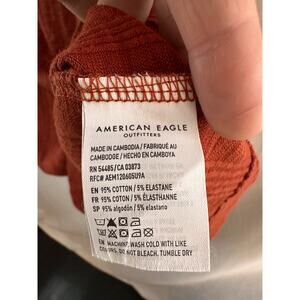 AMERICAN EAGLE
OUTFITTERS
MADE IN CAMBODIA / FABRIQUÉ AU
CAMBODGE / HECHO EN CAMBOYA
RN 54485/CA 03873
RFC# AEM120605U9A
EN 95% COTTON / 5% ELASTANE
FR 95% COTON / 5% ÉLASTHANNE
SP 95% algodón / 5% elastano
EN MACHINE WASH COLD WITH LIKE
COLORS, DO NOT BLEACH, TUMBLE DRY